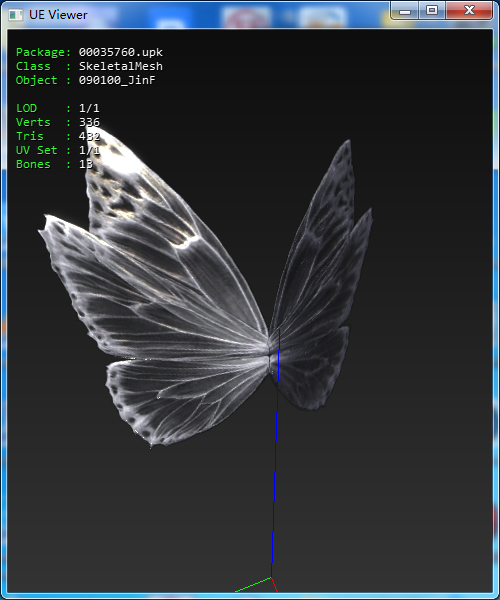 UE Viewer
Package: 00035760.upk
Class : SkeletalMesh
Object : 090100_JinF
LOD : 1/1
Verts : 336
Tris : 432
UV Set : 1/1
Bones : 13